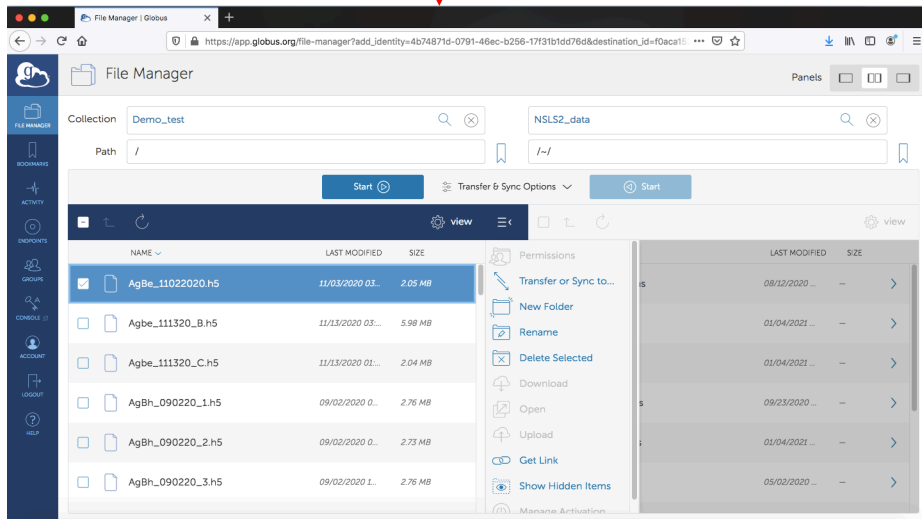 File Manager | Globus
https://app.globus.org/file-manager?add_identity=4b74871d-0791-46ec-b256-17f31b1dd76d&destination_id=f0aca15
File Manager
Panels
FILE MANAGER
BOOKMARKS
ACTIVITY
ENDPOINTS
GROUPS
CONSOLE
ACCOUNT
LOGOUT
HELP
Collection Demo_test NSLS2_data
Path / /~/
Start Transfer & Sync Options Start
view view
NAME LAST MODIFIED SIZE LAST MODIFIED SIZE
AgBe_11022020.h5 11/03/2020 03:... 2.05 MB 08/12/2020 ... —
Agbe_111320_B.h5 11/13/2020 03:... 5.98 MB 01/04/2021 ... —
Agbe_111320_C.h5 11/13/2020 01:... 2.04 MB 01/04/2021 ... —
AgBh_090220_1.h5 09/02/2020 0... 2.76 MB 09/23/2020 ... —
AgBh_090220_2.h5 09/02/2020 0... 2.73 MB 01/04/2021 ... —
AgBh_090220_3.h5 09/02/2020 1... 2.76 MB 05/02/2020 ... —
Permissions
Transfer or Sync to...
New Folder
Rename
Delete Selected
Download
Open
Upload
Get Link
Show Hidden Items
Manage Activation